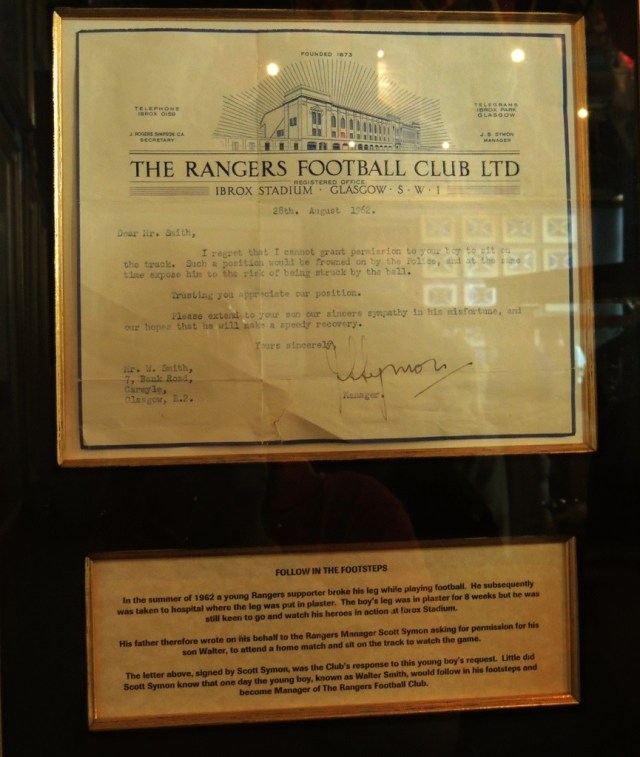 FOUNDED 1873
TELEPHONE
IBROX 0159
TELEGRAMS
IBROX PARK
GLASGOW
J. ROGERS SIMPSON, C.A.
SECRETARY
J. S. SYMON
MANAGER
THE RANGERS FOOTBALL CLUB LTD
REGISTERED OFFICE
IBROX STADIUM · GLASGOW · S · W · 1
28th. August 1962.
Dear Mr. Smith,
I regret that I cannot grant permission to your boy to sit on
the track. Such a position would be frowned on by the Police, and at the same
time expose him to the risk of being struck by the ball.
Trusting you appreciate our position.
Please extend to your son our sincere sympathy in his misfortune, and
our hopes that he will make a speedy recovery.
Yours sincerely
JSSymon
Manager.
Mr. W. Smith,
7, Bank Road,
Carmyle,
Glasgow, E.2.
FOLLOW IN THE FOOTSTEPS
In the summer of 1962 a young Rangers supporter broke his leg while playing football. He subsequently
was taken to hospital where the leg was put in plaster. The boy's leg was in plaster for 8 weeks but he was
still keen to go and watch his heroes in action at Ibrox Stadium.
His father therefore wrote on his behalf to the Rangers Manager Scott Symon asking for permission for his
son Walter, to attend a home match and sit on the track to watch the game.
The letter above, signed by Scott Symon, was the Club's response to this young boy's request. Little did
Scott Symon know that one day the young boy, known as Walter Smith, would follow in his footsteps and
become Manager of The Rangers Football Club.